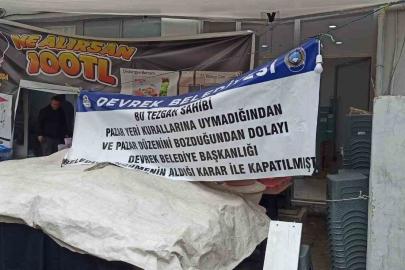 NE ALIRSAN
100TL
DEVREK BELEDİYESİ
BU TEZGAH SAHİBİ
PAZAR YERİ KURALLARINA UYMADIĞINDAN
VE PAZAR DÜZENİNİ BOZDUĞUNDAN DOLAYI
DEVREK BELEDİYE BAŞKANLIĞI
ALDIĞI KARAR İLE KAPATILMIŞT